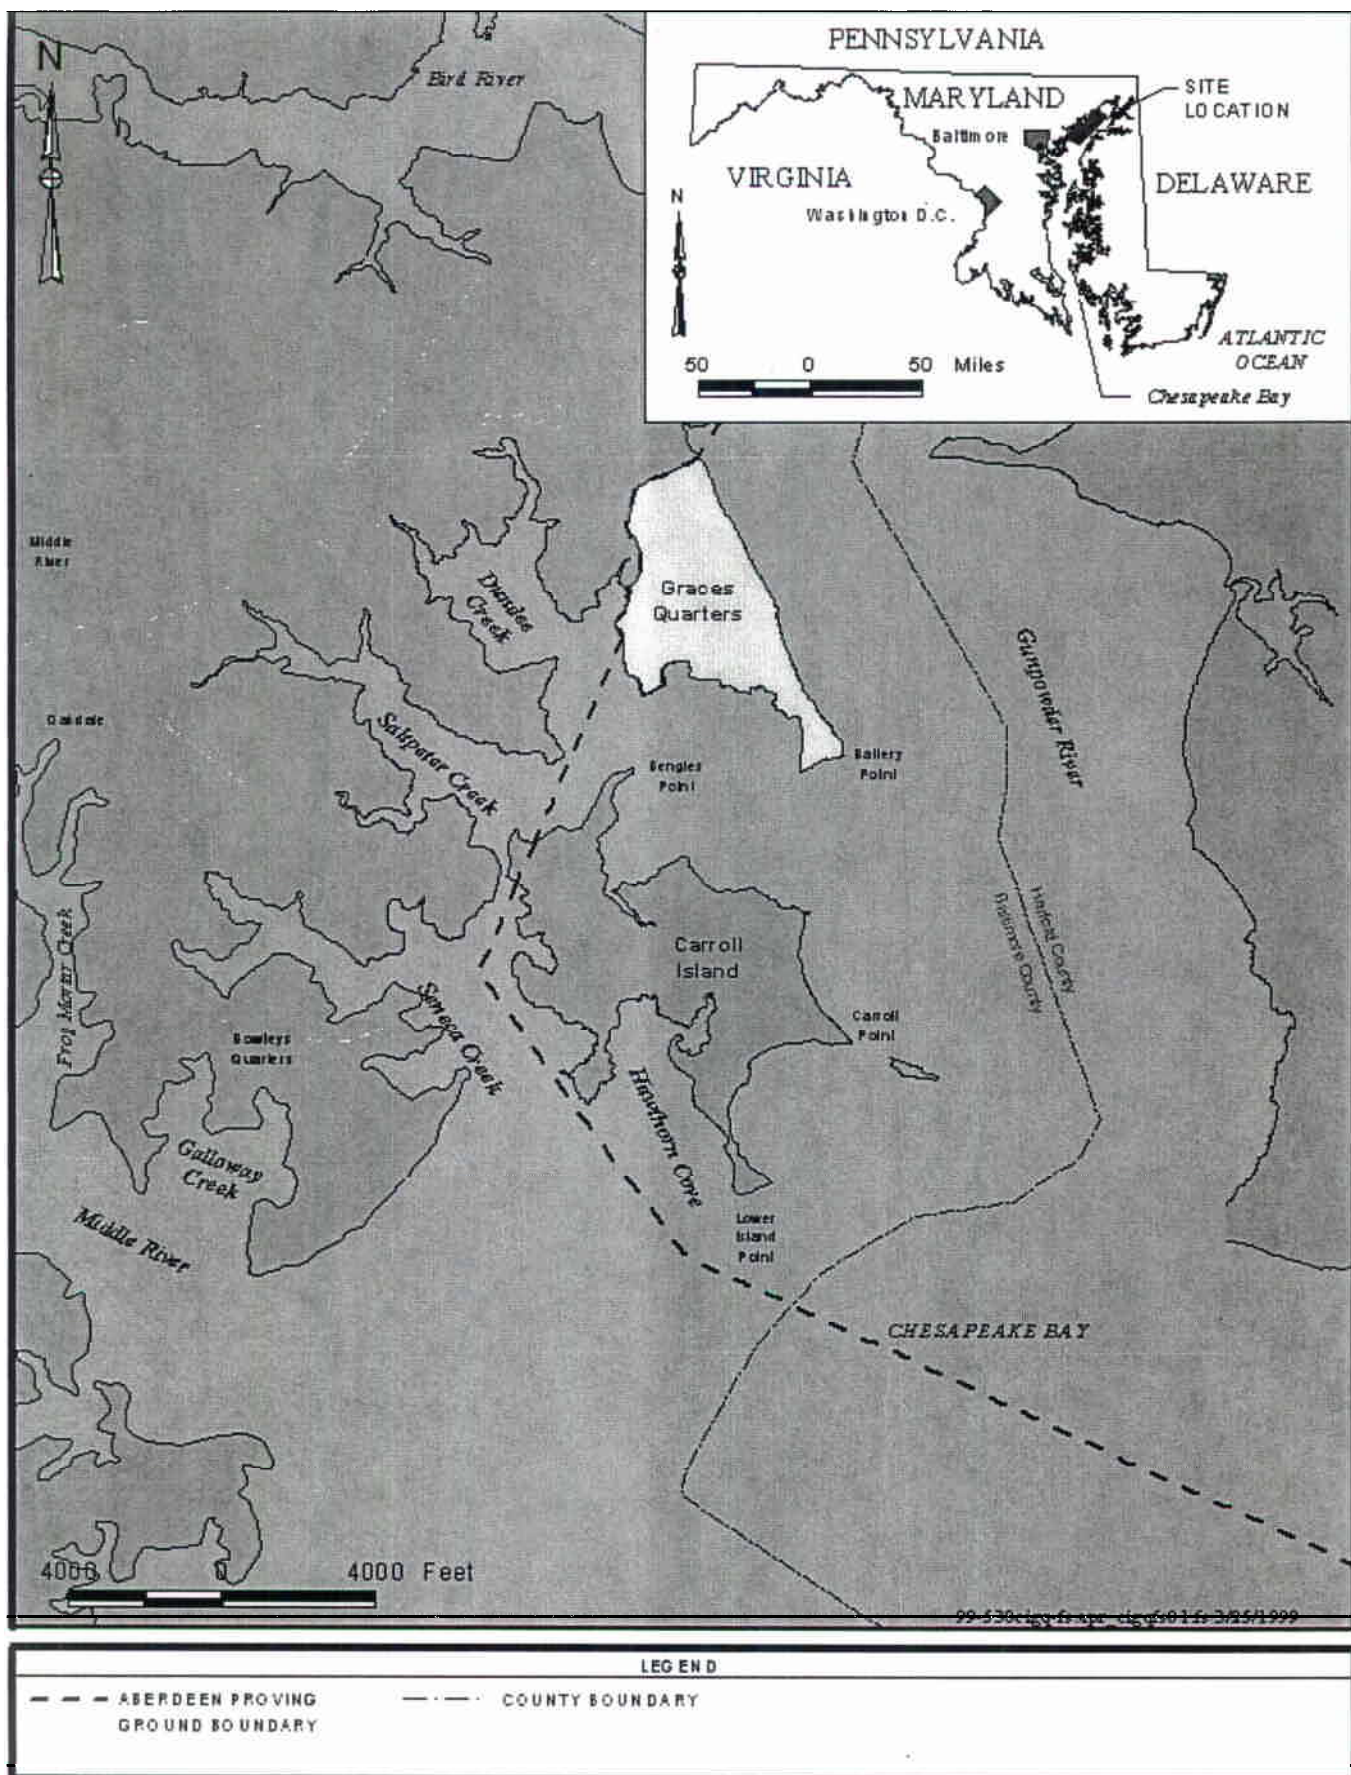 N
Bird River
PENNSYLVANIA
MARYLAND
SITE
LOCATION
Baltimore
VIRGINIA
DELAWARE
N
Washington D.C.
ATLANTIC
OCEAN
50 0 50 Miles
Chesapeake Bay
Middle
River
Dundee
Creek
Graces
Quarters
Gunpowder River
Oakdale
Saltpeter Creek
Bengies
Point
Battery
Point
Harford County
Baltimore County
Frog Mortar Creek
Carroll
Island
Seneca Creek
Carroll
Point
Bowleys
Quarters
Hawthorn Cove
Galloway
Creek
Middle River
Lower
Island
Point
CHESAPEAKE BAY
4000 0 4000 Feet
3/25/1999
LEGEND
ABERDEEN PROVING
GROUND BOUNDARY
COUNTY BOUNDARY